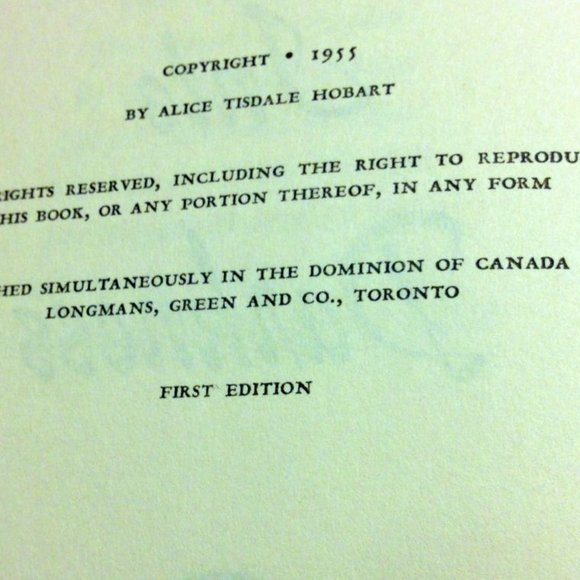 COPYRIGHT • 1955
BY ALICE TISDALE HOBART
RIGHTS RESERVED, INCLUDING THE RIGHT TO REPRODU
HIS BOOK, OR ANY PORTION THEREOF, IN ANY FORM
HED SIMULTANEOUSLY IN THE DOMINION OF CANADA
LONGMANS, GREEN AND CO., TORONTO
FIRST EDITION